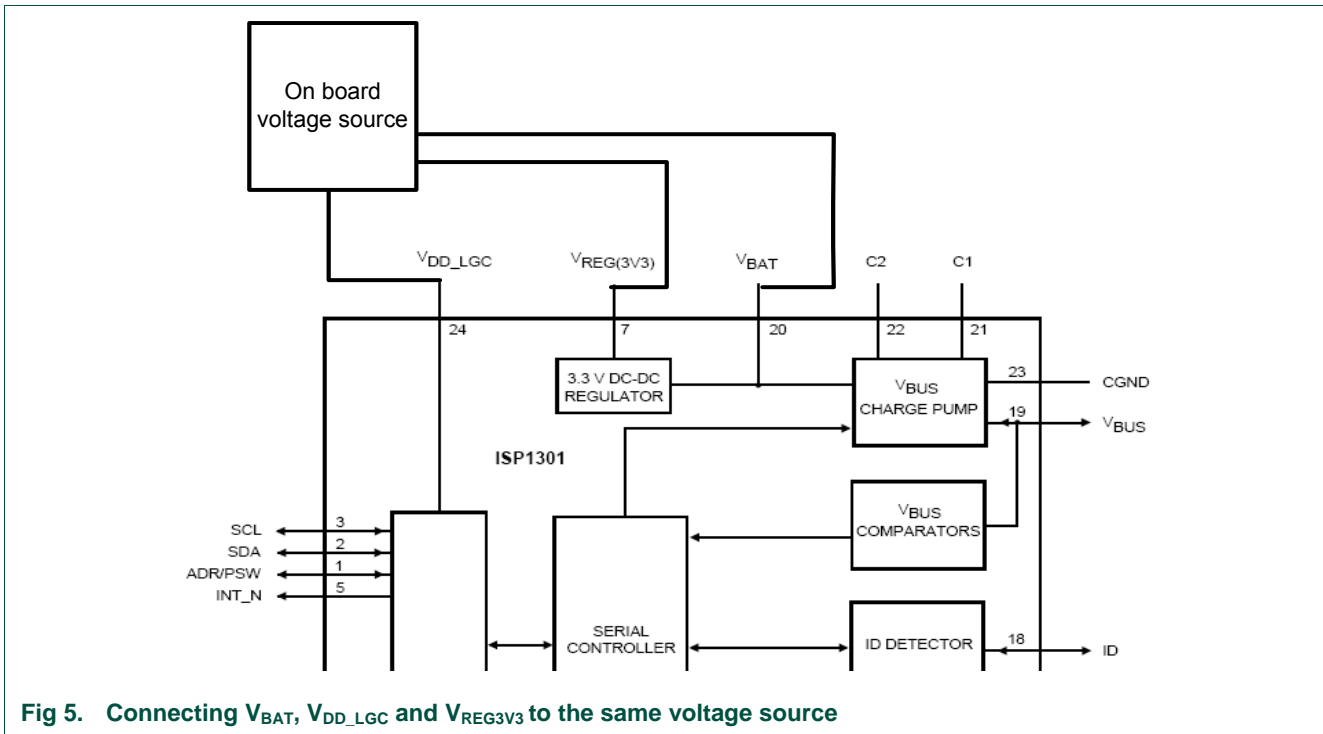 On board
voltage source
VDD_LGC
VREG(3V3)
VBAT
C2
C1
24
7
20
22
21
3.3 V DC-DC
REGULATOR
VBUS
CHARGE PUMP
23
CGND
19
VBUS
ISP1301
VBUS
COMPARATORS
SCL
3
SDA
2
ADR/PSW
1
INT_N
5
SERIAL
CONTROLLER
ID DETECTOR
18
ID
Fig 5. Connecting VBAT, VDD_LGC and VREG3V3 to the same voltage source